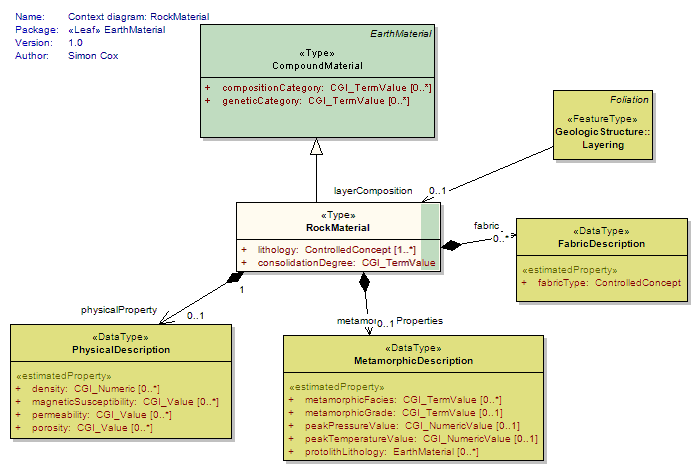 Name: Context diagram: RockMaterial
Package: «Leaf» EarthMaterial
Version: 1.0
Author: Simon Cox
EarthMaterial
«Type»
CompoundMaterial
+ compositionCategory: CGI_TermValue [0..*]
+ geneticCategory: CGI_TermValue [0..*]
Foliation
«FeatureType»
GeologicStructure::
Layering
layerComposition 0..1
«Type»
RockMaterial
+ lithology: ControlledConcept [1..*]
+ consolidationDegree: CGI_TermValue
fabric
0..*
«DataType»
FabricDescription
«estimatedProperty»
+ fabricType: ControlledConcept
1
physicalProperty
0..1
«DataType»
PhysicalDescription
«estimatedProperty»
+ density: CGI_Numeric [0..*]
+ magneticSusceptibility: CGI_Value [0..*]
+ permeability: CGI_Value [0..*]
+ porosity: CGI_Value [0..*]
Properties
0..1
«DataType»
MetamorphicDescription
«estimatedProperty»
+ metamorphicFacies: CGI_TermValue [0..*]
+ metamorphicGrade: CGI_TermValue [0..1]
+ peakPressureValue: CGI_NumericValue [0..1]
+ peakTemperatureValue: CGI_NumericValue [0..1]
+ protolithLithology: EarthMaterial [0..*]